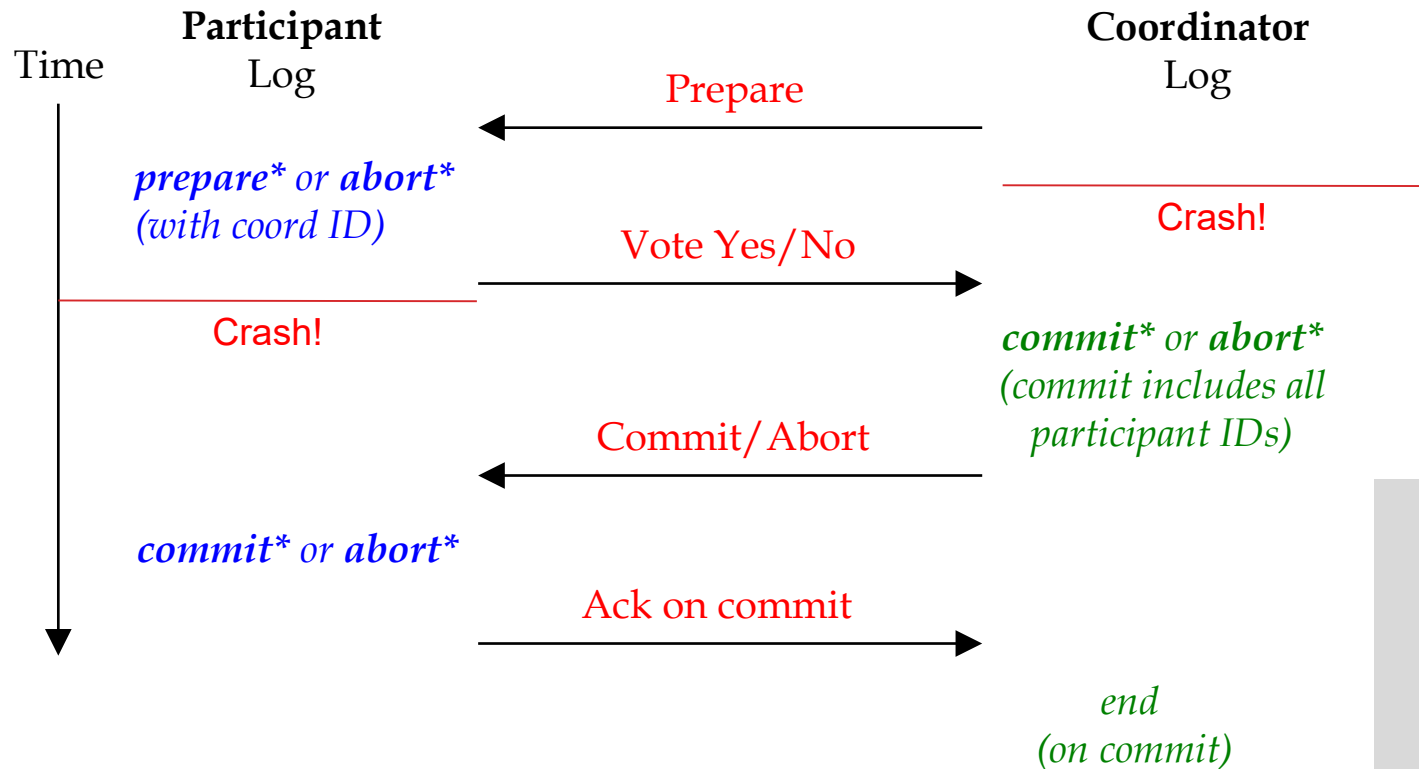 Participant
Coordinator
Time
Log
Log
Prepare
prepare* or abort*
(with coord ID)
Crash!
Vote Yes/No
Crash!
commit* or abort*
(commit includes all
participant IDs)
Commit/Abort
commit* or abort*
Ack on commit
end
(on commit)